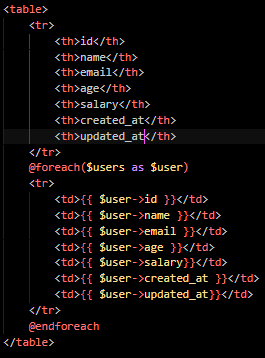 <table>
    <tr>
        <th>id</th>
        <th>name</th>
        <th>email</th>
        <th>age</th>
        <th>salary</th>
        <th>created_at</th>
        <th>updated_at</th>
    </tr>
    @foreach($users as $user)
    <tr>
        <td>{{ $user->id }}</td>
        <td>{{ $user->name }}</td>
        <td>{{ $user->email }}</td>
        <td>{{ $user->age }}</td>
        <td>{{ $user->salary}}</td>
        <td>{{ $user->created_at }}</td>
        <td>{{ $user->updated_at}}</td>
    </tr>
    @endforeach
</table>